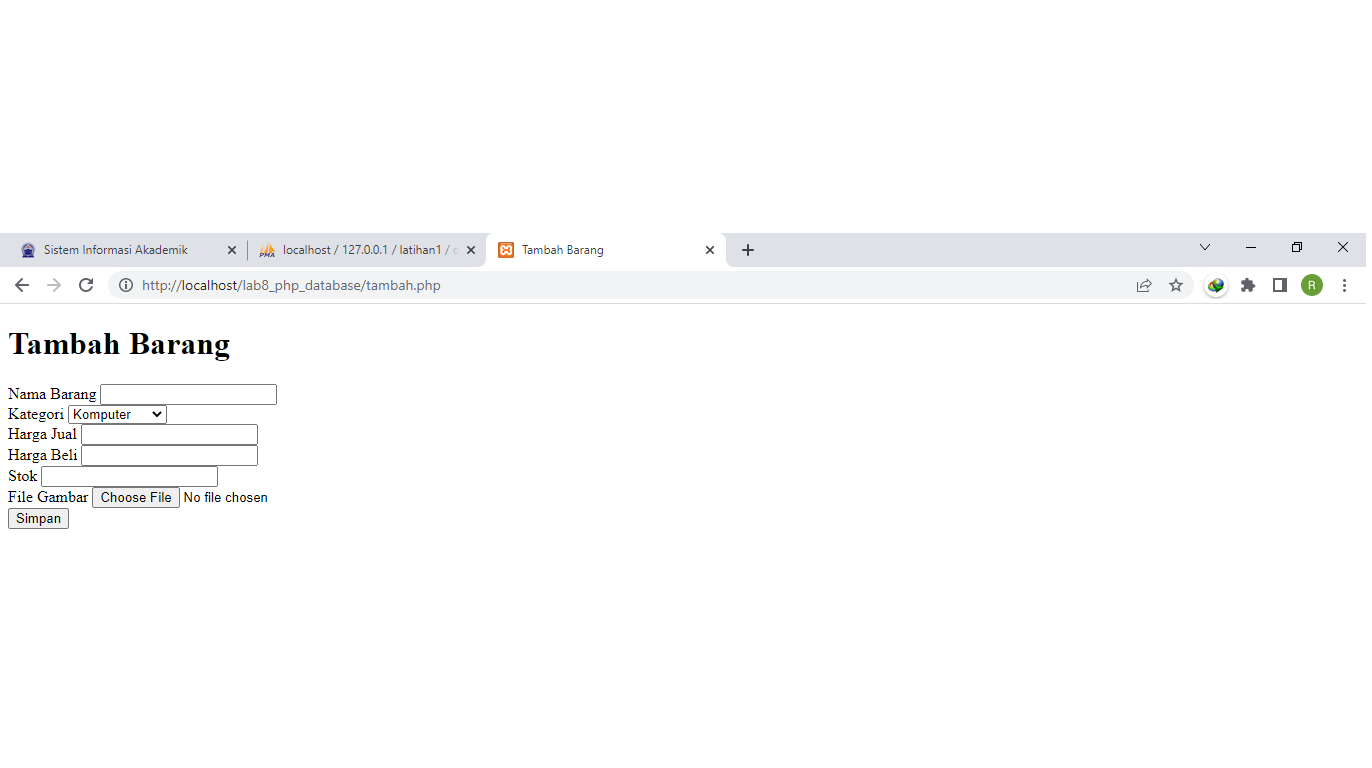 Sistem Informasi Akademik
localhost / 127.0.0.1 / latihan1 /
Tambah Barang
http://localhost/lab8_php_database/tambah.php
R
Tambah Barang
Nama Barang
Kategori Komputer
Harga Jual
Harga Beli
Stok
File Gambar Choose File No file chosen
Simpan